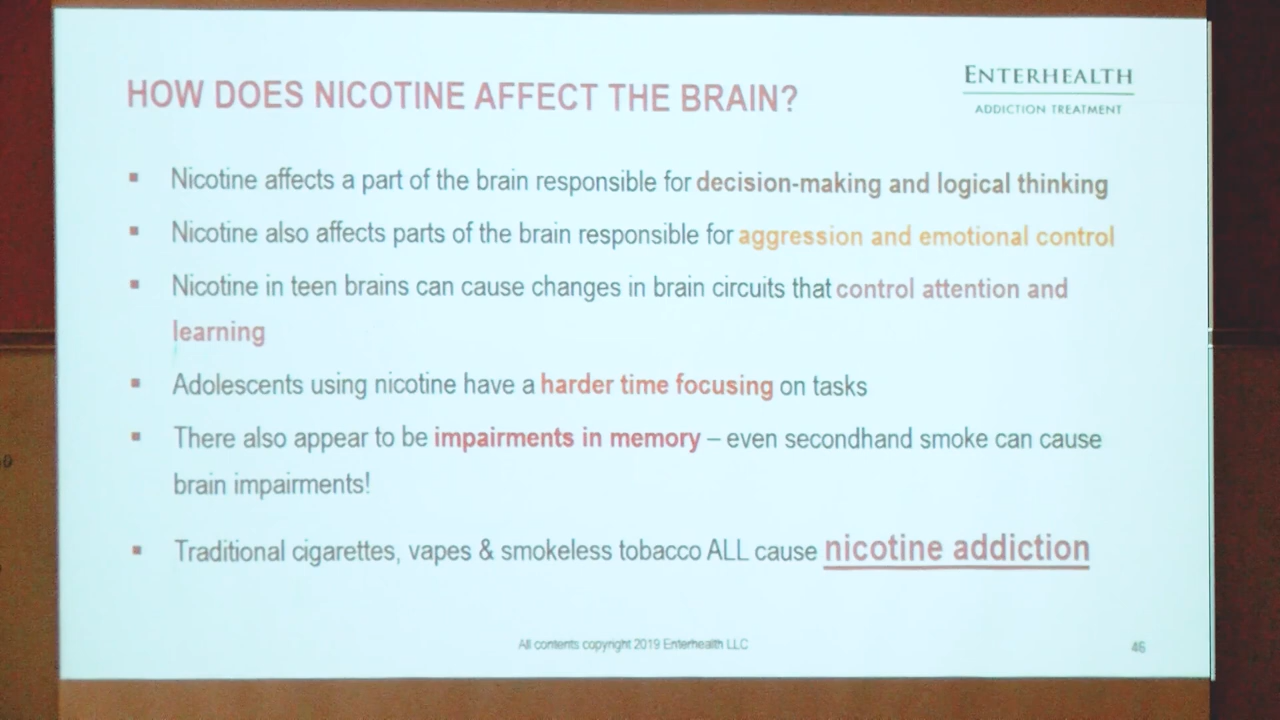 HOW DOES NICOTINE AFFECT THE BRAIN?
ENTERHEALTH
ADDICTION TREATMENT
▪ Nicotine affects a part of the brain responsible for decision-making and logical thinking
▪ Nicotine also affects parts of the brain responsible for aggression and emotional control
▪ Nicotine in teen brains can cause changes in brain circuits that control attention and
learning
▪ Adolescents using nicotine have a harder time focusing on tasks
▪ There also appear to be impairments in memory – even secondhand smoke can cause
brain impairments!
▪ Traditional cigarettes, vapes & smokeless tobacco ALL cause nicotine addiction
All contents copyright 2019 Enterhealth LLC
46